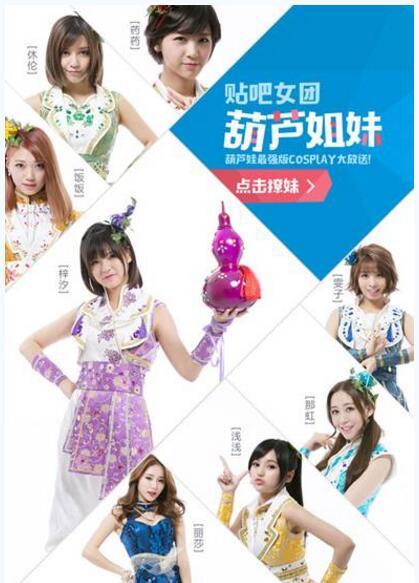 [休伦]
[药药]
贴吧女团
葫芦姐妹
葫芦娃最强版COSPLAY大放送!
点击撩妹
[饭饭]
[梓汐]
[雯子]
[那虹]
[浅浅]
[丽莎]